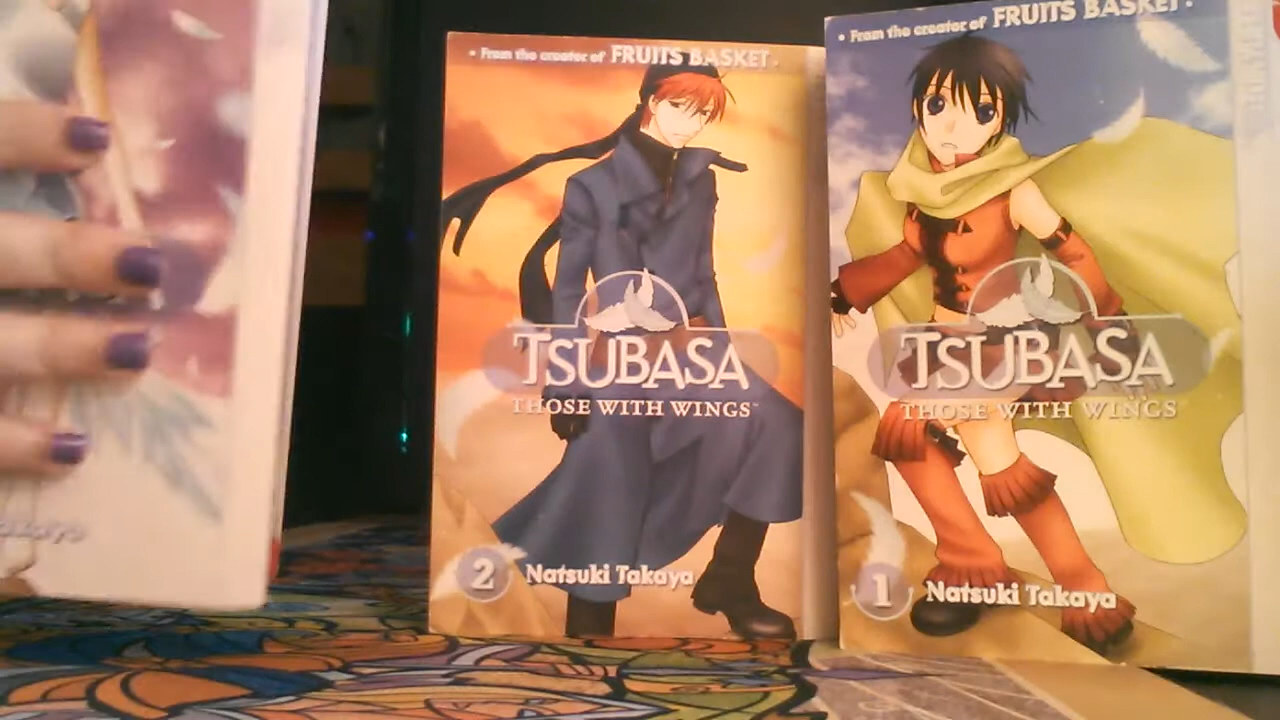 • From the creator of FRUITS BASKET •
TSUBASA
THOSE WITH WINGS™
2 Natsuki Takaya
• From the creator of FRUITS BASKET •
TSUBASA
THOSE WITH WINGS
1 Natsuki Takaya